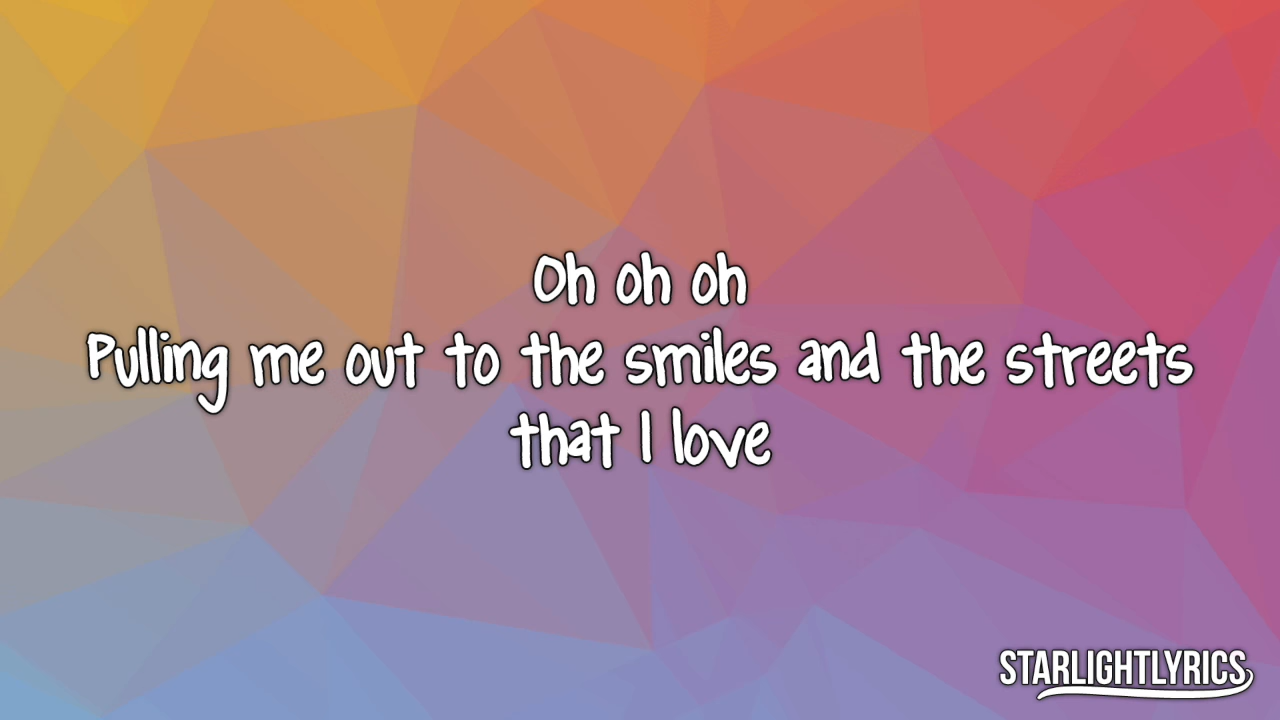 Oh oh oh
Pulling me out to the smiles and the streets
that I love
STARLIGHTLYRICS